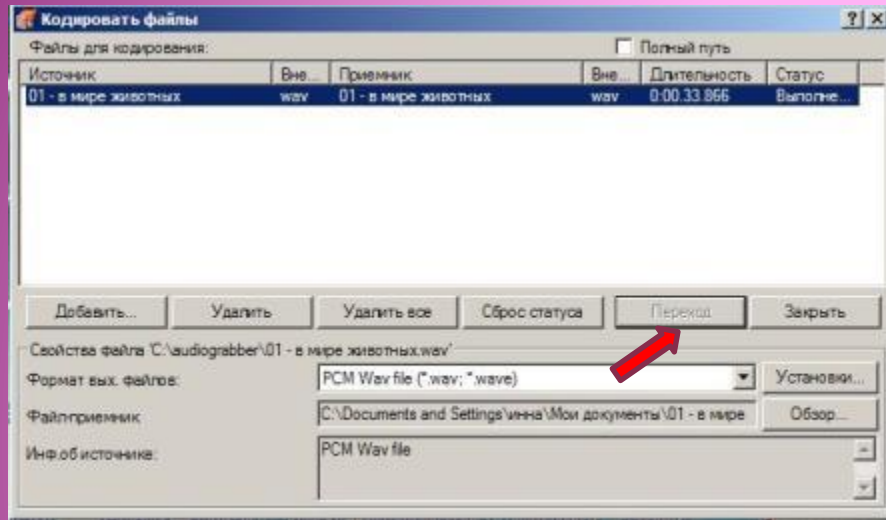 Кодировать файлы
Файлы для кодирования: Полный путь
Источник Вне... Приемник Вне... Длительность Статус
01 - в мире животных wav 01 - в мире животных wav 0:00.33.866 Выполне...
Добавить... Удалить Удалить все Сброс статуса Переход Закрыть
Свойства файла 'C:\audiograbber\01 - в мире животных.wav'
Формат вых. файлов: PCM Wav file (*.wav; *.wave) Установки...
Файл-приемник C:\Documents and Settings\инна\Мои документы\01 - в мире Обзор...
Инф.об источнике: PCM Wav file